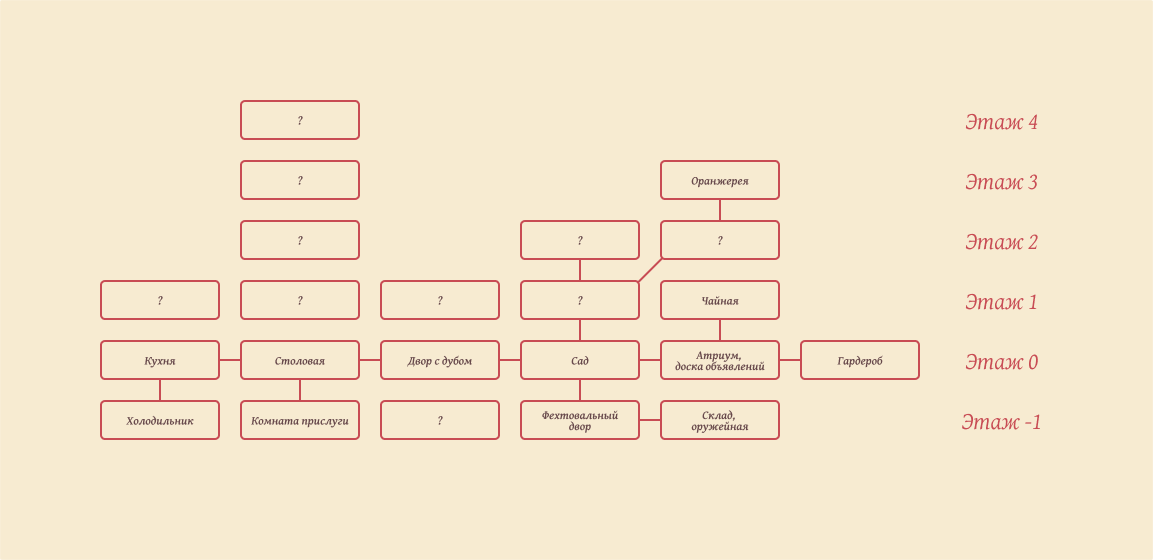 ?
Этаж 4
?
Оранжерея
Этаж 3
?
?
?
Этаж 2
?
?
?
?
Чайная
Этаж 1
Кухня
Столовая
Двор с дубом
Сад
Атриум,
доска объявлений
Гардероб
Этаж 0
Холодильник
Комната прислуги
?
Фехтовальный
двор
Склад,
оружейная
Этаж -1